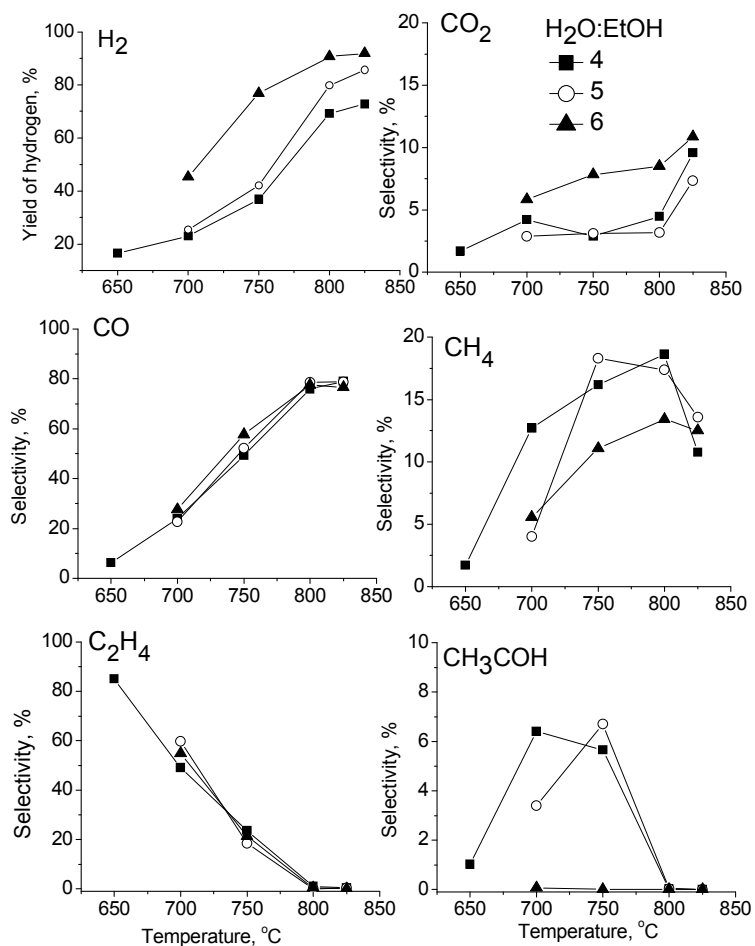 H2
CO2
H2O:EtOH
4
5
6
Yield of hydrogen, %
100
80
60
40
20
650 700 750 800 850
Selectivity, %
20
15
10
5
0
650 700 750 800 850
CO
Selectivity, %
100
80
60
40
20
0
650 700 750 800 850
CH4
Selectivity, %
20
15
10
5
0
650 700 750 800 850
C2H4
Selectivity, %
100
80
60
40
20
0
650 700 750 800 850
Temperature, °C
CH3COH
Selectivity, %
10
8
6
4
2
0
650 700 750 800 850
Temperature, °C